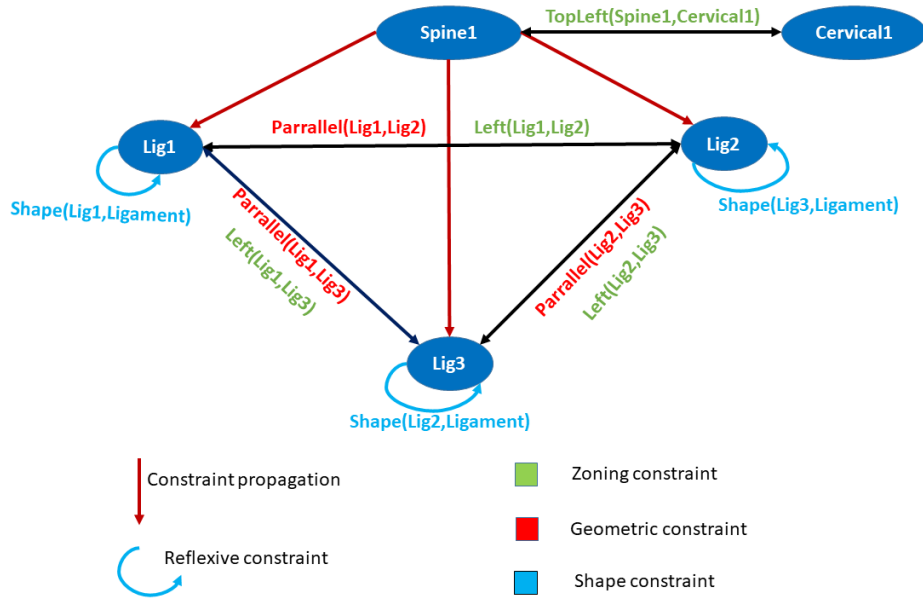 TopLeft(Spine1,Cervical1)
Spine1
Cervical1
Parrallel(Lig1,Lig2)
Left(Lig1,Lig2)
Lig1
Lig2
Shape(Lig1,Ligament)
Shape(Lig3,Ligament)
Parrallel(Lig1,Lig3)
Left(Lig1,Lig3)
Parrallel(Lig2,Lig3)
Left(Lig2,Lig3)
Lig3
Shape(Lig2,Ligament)
Constraint propagation
Zoning constraint
Geometric constraint
Reflexive constraint
Shape constraint